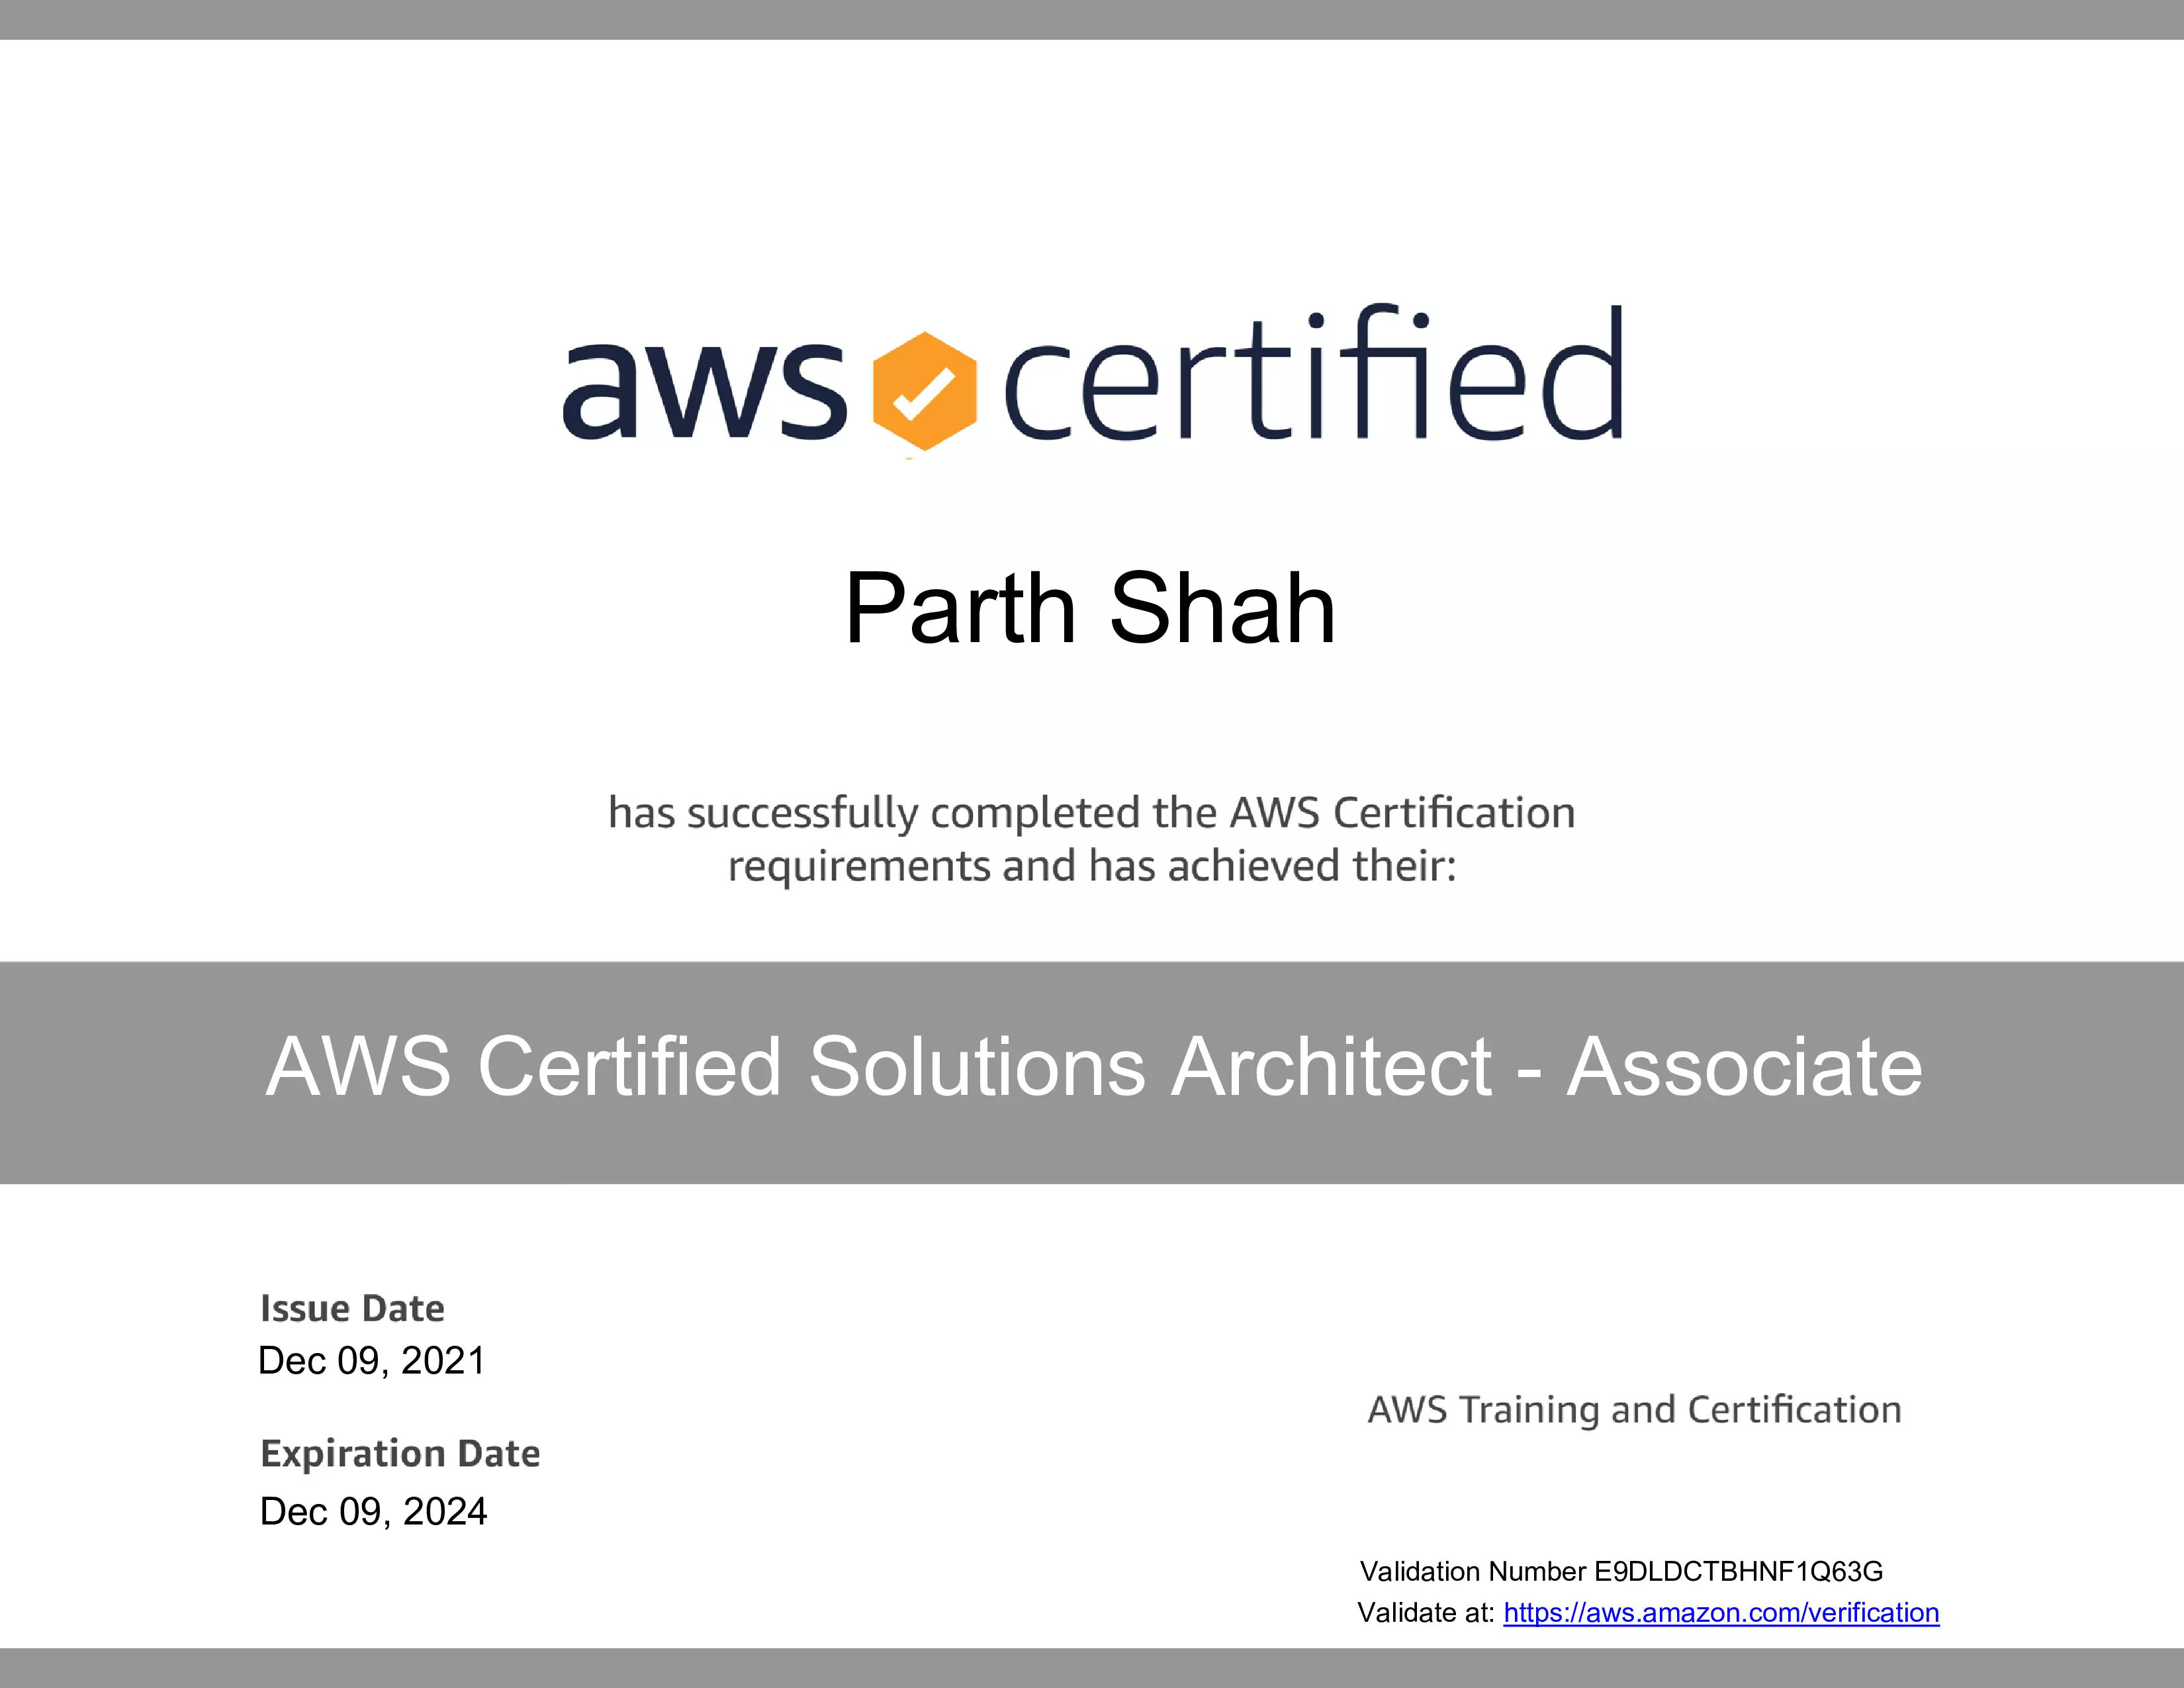 aws certified
Parth Shah
has successfully completed the AWS Certification
requirements and has achieved their:
AWS Certified Solutions Architect - Associate
Issue Date
Dec 09, 2021
Expiration Date
Dec 09, 2024
AWS Training and Certification
Validation Number E9DLDCTBHNF1Q63G
Validate at: https://aws.amazon.com/verification